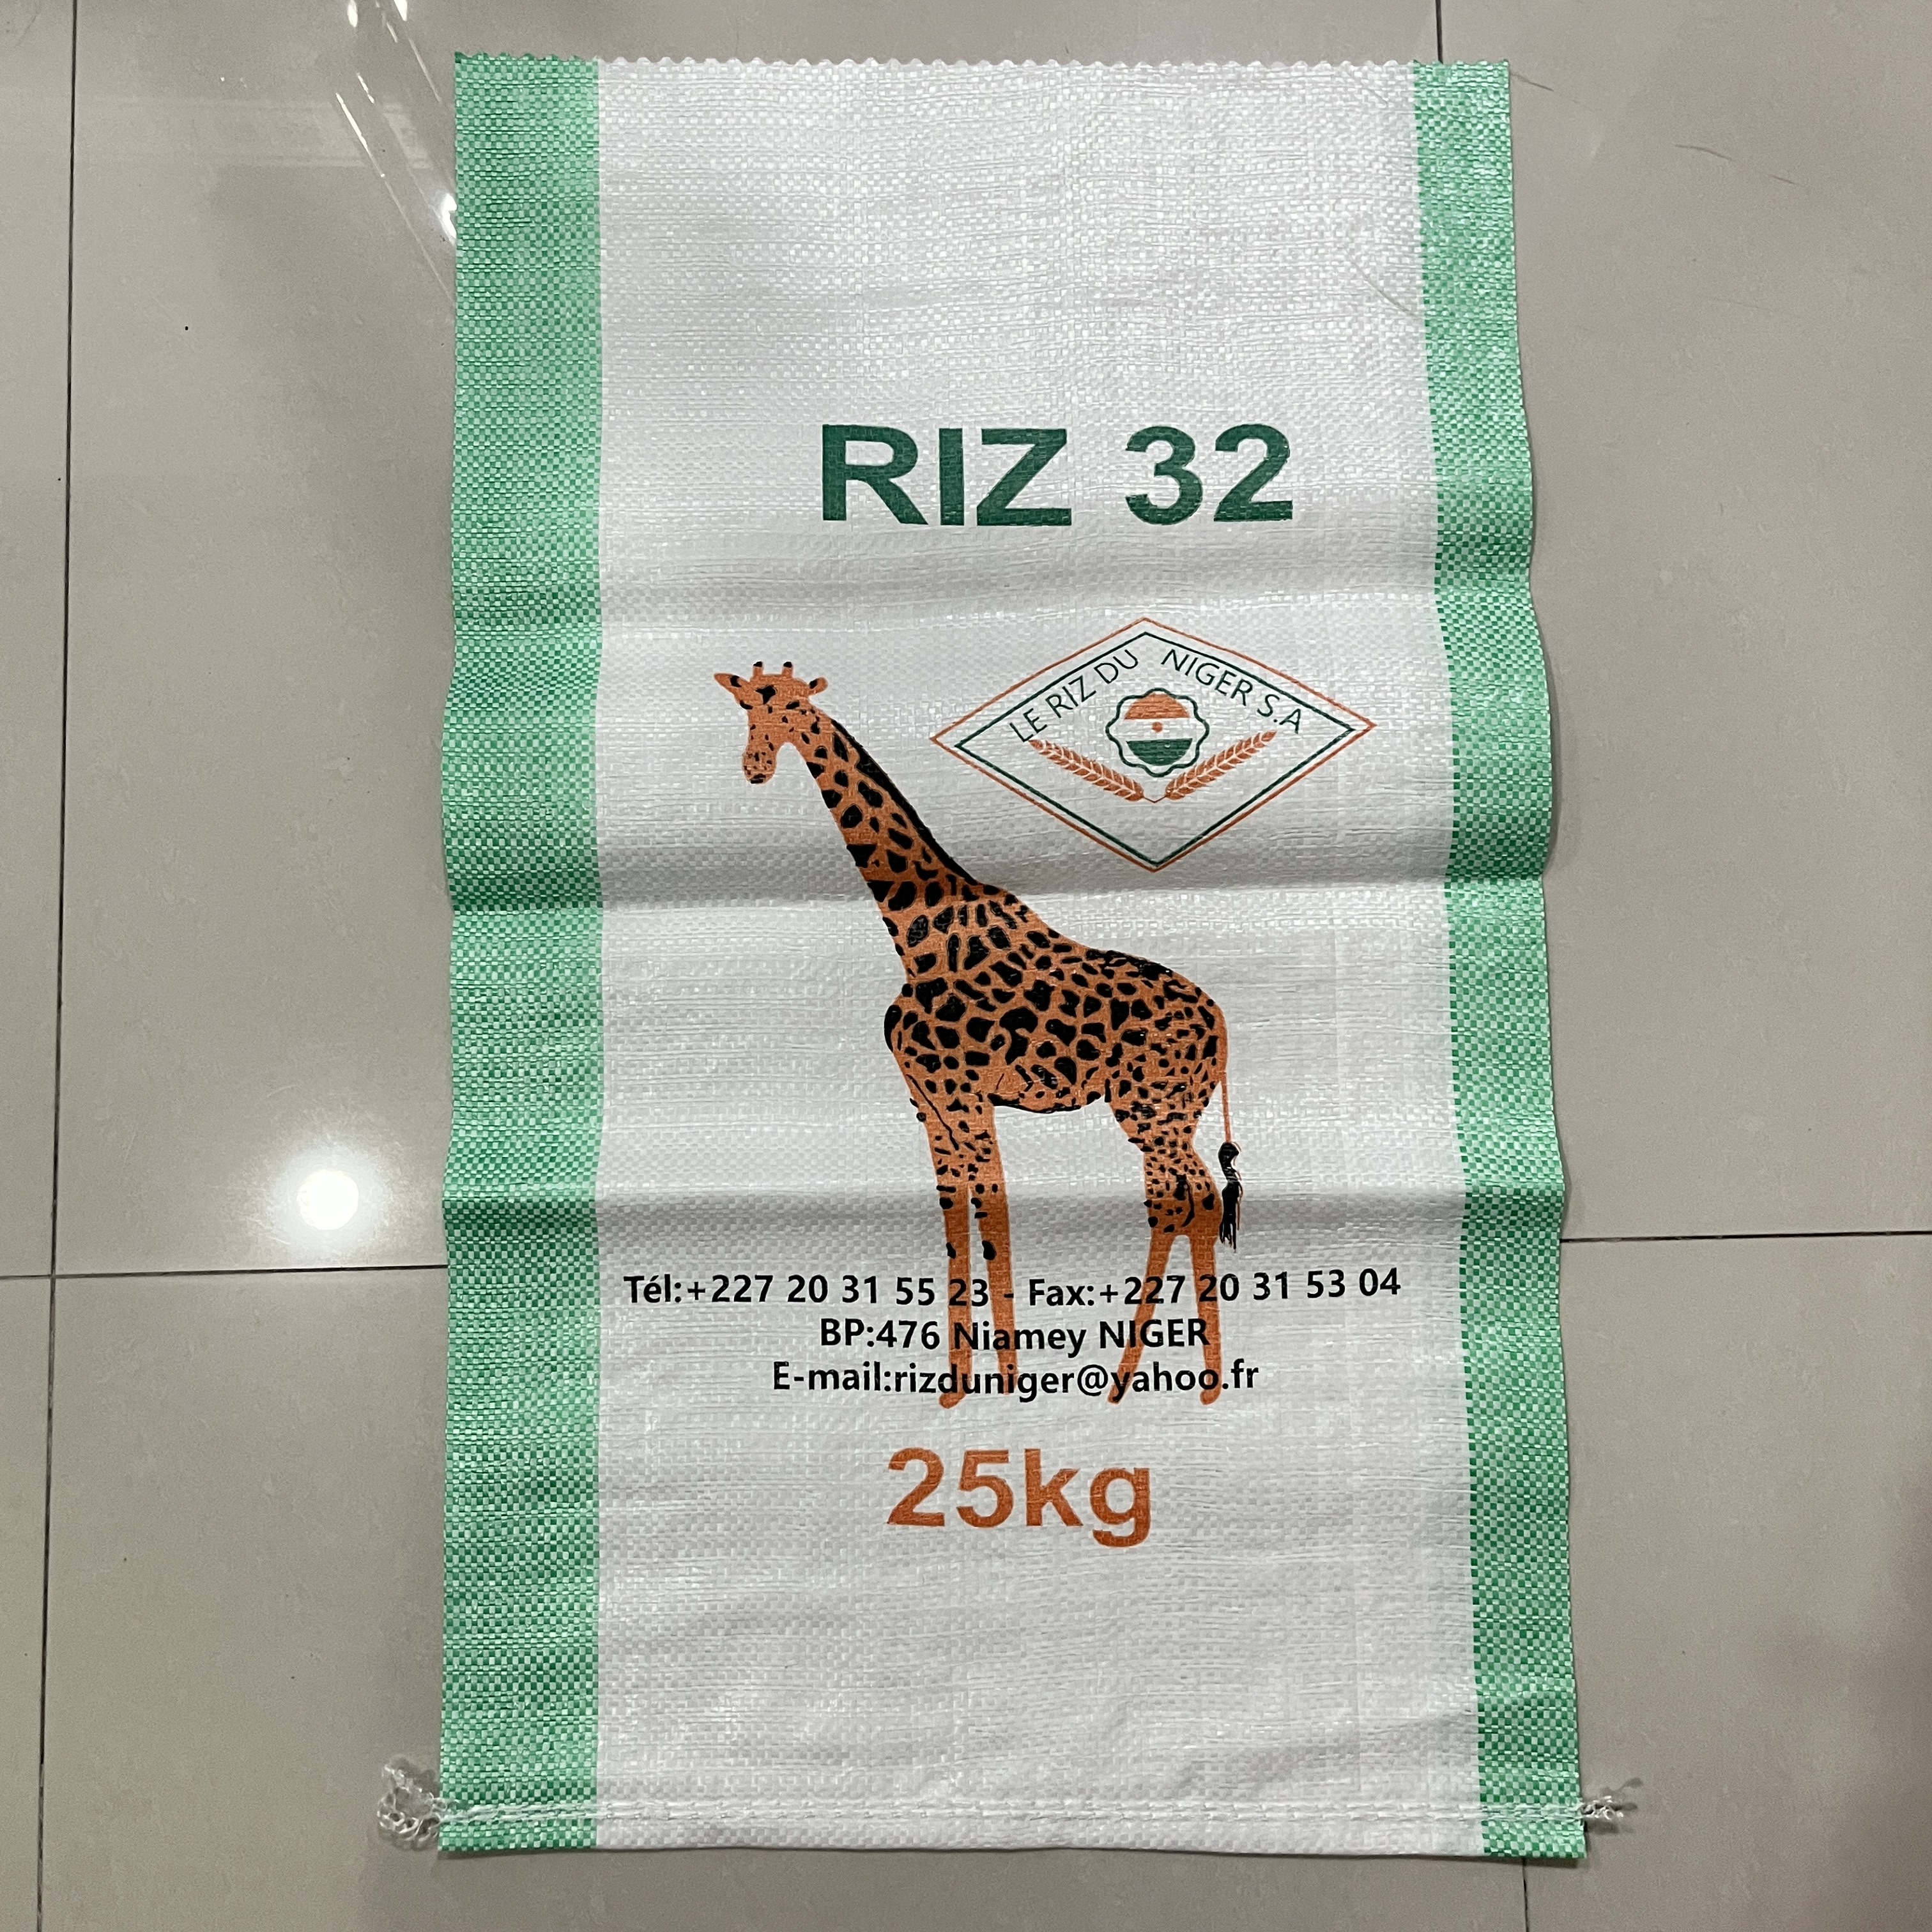 RIZ 32
LE RIZ DU NIGER S.A
Tél:+227 20 31 55 23 - Fax:+227 20 31 53 04
BP:476 Niamey NIGER
E-mail:rizduniger@yahoo.fr
25kg